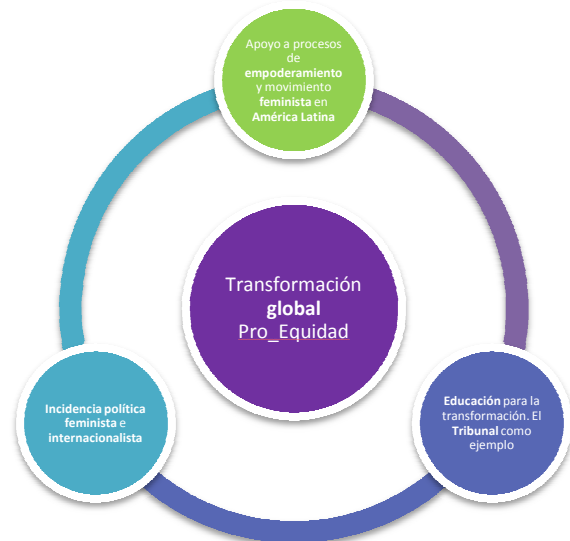 Apoyo a procesos
de
empoderamiento
y movimiento
feminista en
América Latina
Transformación
global
Pro_Equidad
Incidencia política
feminista e
internacionalista
Educación para la
transformación. El
Tribunal como
ejemplo